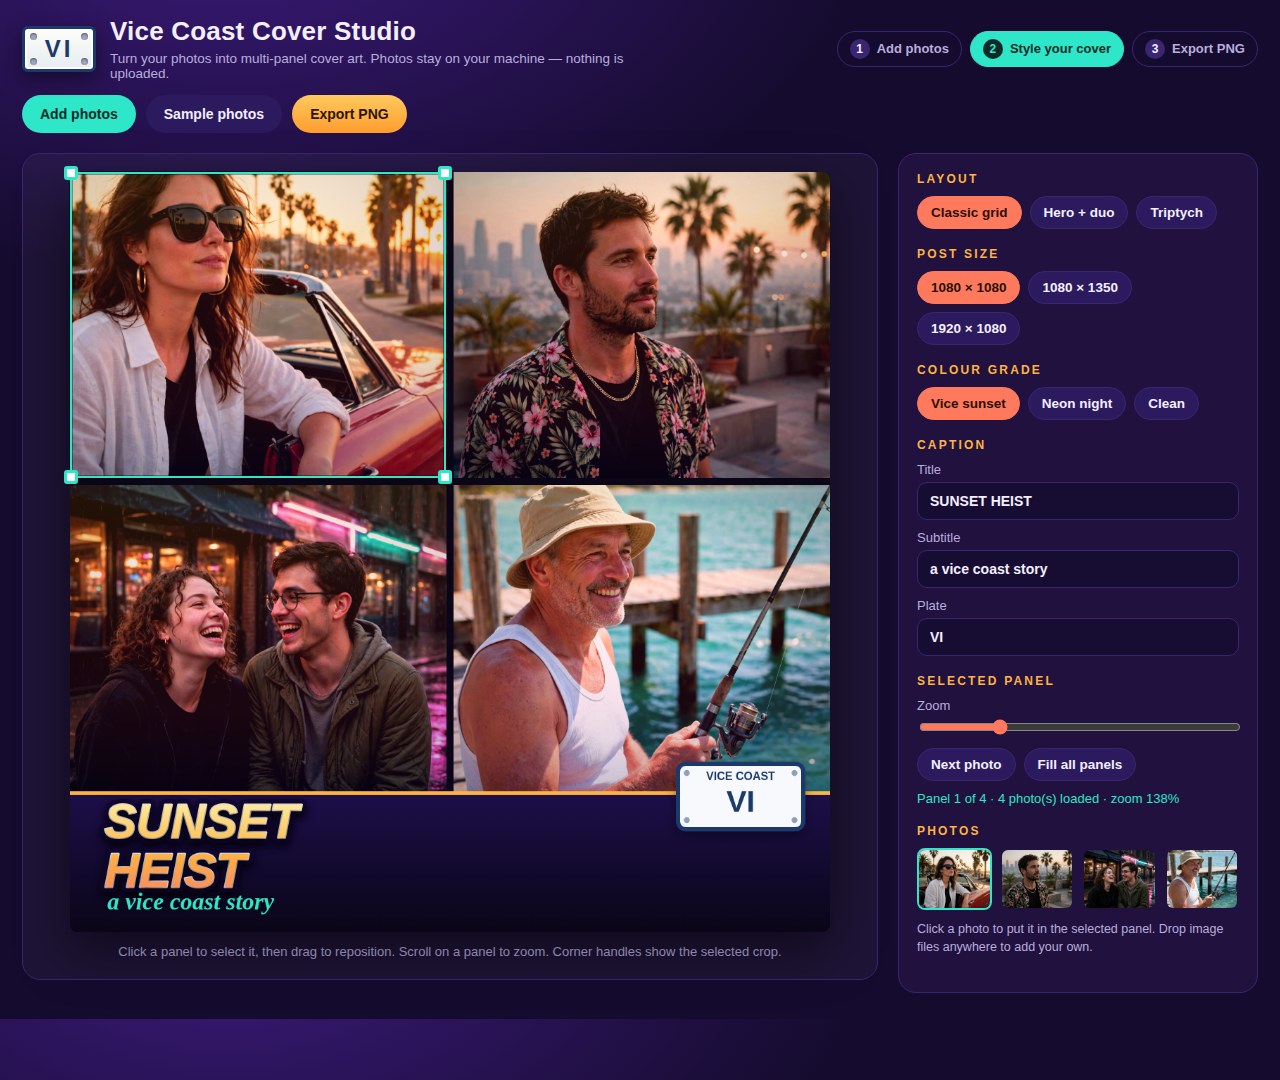 VI
Vice Coast Cover Studio
Turn your photos into multi-panel cover art. Photos stay on your machine — nothing is
uploaded.
1 Add photos
2 Style your cover
3 Export PNG
Add photos
Sample photos
Export PNG
SUNSET
HEIST
a vice coast story
VICE COAST
VI
Click a panel to select it, then drag to reposition. Scroll on a panel to zoom. Corner handles show the selected crop.
LAYOUT
Classic grid
Hero + duo
Triptych
POST SIZE
1080 × 1080
1080 × 1350
1920 × 1080
COLOUR GRADE
Vice sunset
Neon night
Clean
CAPTION
Title
SUNSET HEIST
Subtitle
a vice coast story
Plate
VI
SELECTED PANEL
Zoom
Next photo
Fill all panels
Panel 1 of 4 · 4 photo(s) loaded · zoom 138%
PHOTOS
Click a photo to put it in the selected panel. Drop image
files anywhere to add your own.